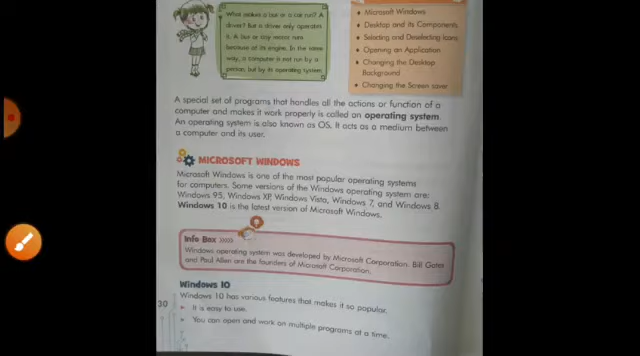 What makes a bus or a car run? A
driver? But a driver only operates
it. A bus or any motor runs
because of its engine. In the same
way, a computer is not run by a
person, but by its operating system.
• Microsoft Windows
• Desktop and its Components
• Selecting and Deselecting Icons
• Opening an Application
• Changing the Desktop
Background
• Changing the Screen saver
A special set of programs that handles all the actions or function of a
computer and makes it work properly is called an operating system.
An operating system is also known as OS. It acts as a medium between
a computer and its user.
MICROSOFT WINDOWS
Microsoft Windows is one of the most popular operating systems
for computers. Some versions of the Windows operating system are:
Windows 95, Windows XP, Windows Vista, Windows 7, and Windows 8.
Windows 10 is the latest version of Microsoft Windows.
Info Box
Windows operating system was developed by Microsoft Corporation. Bill Gates
and Paul Allen are the founders of Microsoft Corporation.
Windows 10
Windows 10 has various features that makes it so popular.
It is easy to use.
You can open and work on multiple programs at a time.
30